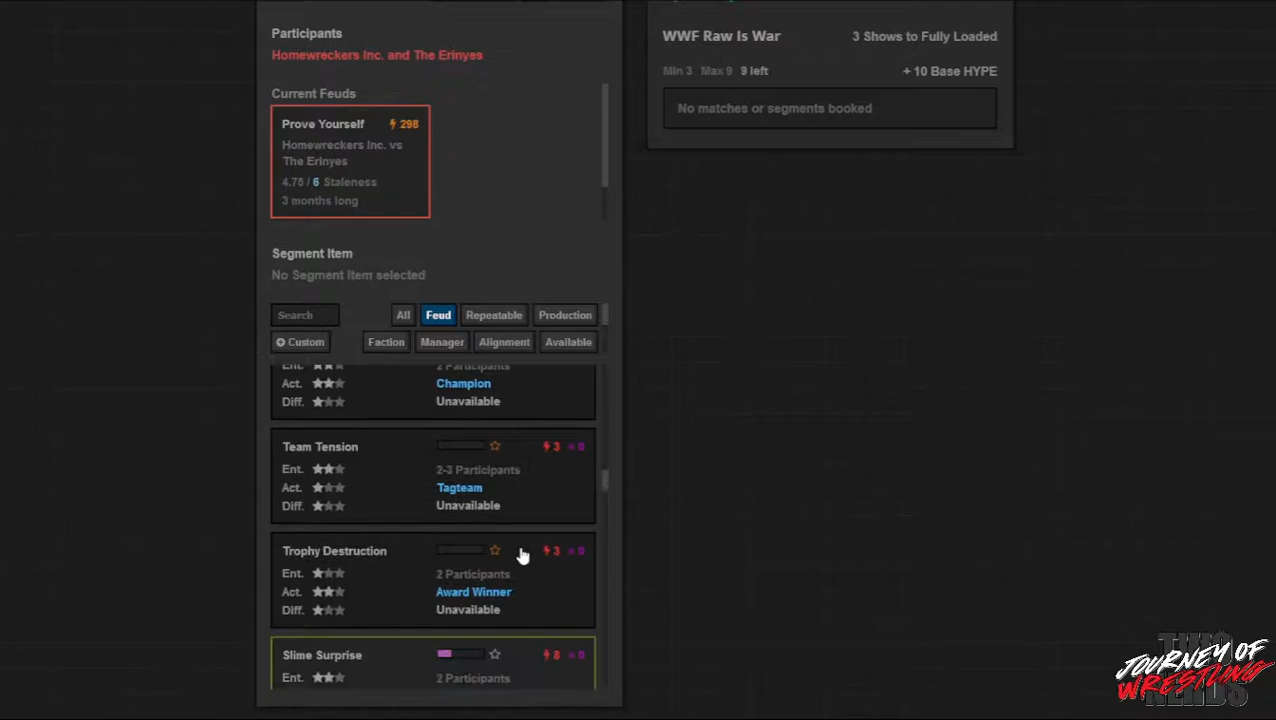 Participants
Homewreckers Inc. and The Erinyes
Current Feuds
Prove Yourself 298
Homewreckers Inc. vs
The Erinyes
4.75 / 6 Staleness
3 months long
Segment Item
No Segment Item selected
Search All Feud Repeatable Production
Custom Faction Manager Alignment Available
Ent. 2 Participants
Act. Champion
Diff. Unavailable
Team Tension 3 0
Ent. 2-3 Participants
Act. Tagteam
Diff. Unavailable
Trophy Destruction 3 0
Ent. 2 Participants
Act. Award Winner
Diff. Unavailable
Slime Surprise 8 0
Ent. 2 Participants
WWF Raw Is War 3 Shows to Fully Loaded
Min 3 Max 9 9 left + 10 Base HYPE
No matches or segments booked
JOURNEY OF
WRESTLING